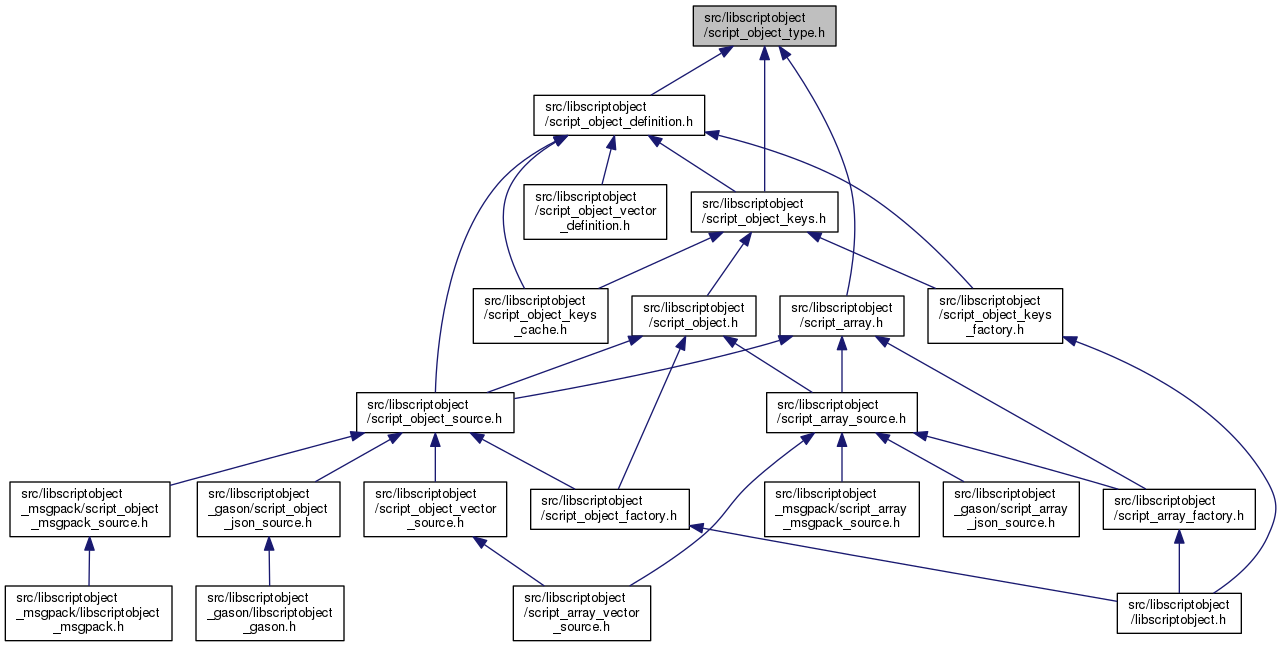 src/libscriptobject
/script_object_type.h
src/libscriptobject
/script_object_definition.h
src/libscriptobject
/script_object_vector
_definition.h
src/libscriptobject
/script_object_keys.h
src/libscriptobject
/script_object_keys
_cache.h
src/libscriptobject
/script_object.h
src/libscriptobject
/script_array.h
src/libscriptobject
/script_object_keys
_factory.h
src/libscriptobject
/script_object_source.h
src/libscriptobject
/script_array_source.h
src/libscriptobject
_msgpack/script_object
_msgpack_source.h
src/libscriptobject
_gason/script_object
_json_source.h
src/libscriptobject
/script_object_vector
_source.h
src/libscriptobject
/script_object_factory.h
src/libscriptobject
_msgpack/script_array
_msgpack_source.h
src/libscriptobject
_gason/script_array
_json_source.h
src/libscriptobject
/script_array_factory.h
src/libscriptobject
_msgpack/libscriptobject
_msgpack.h
src/libscriptobject
_gason/libscriptobject
_gason.h
src/libscriptobject
/script_array_vector
_source.h
src/libscriptobject
/libscriptobject.h